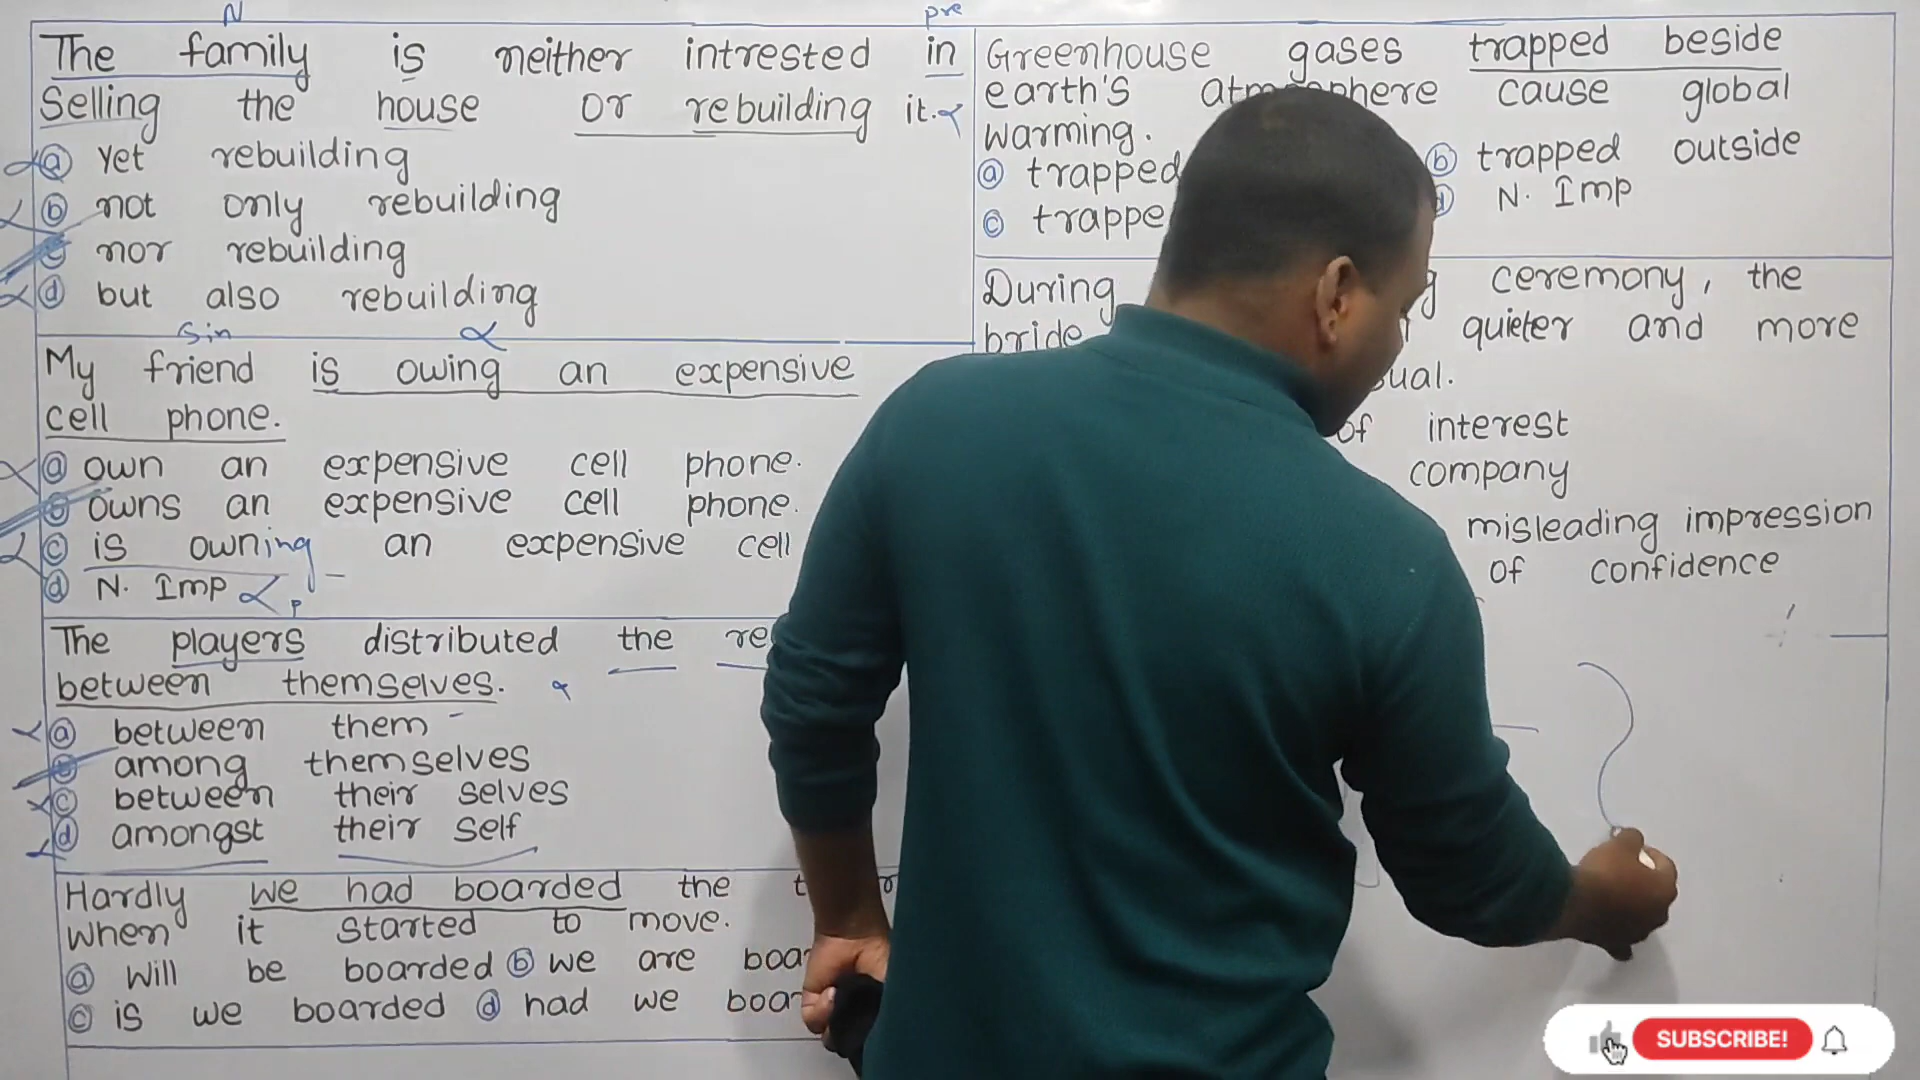 N
pre
The family is neither intrested in
Selling the house or rebuilding it.
ⓐ Yet rebuilding
ⓑ not only rebuilding
ⓒ nor rebuilding
ⓓ but also rebuilding
Sin
My friend is owing an expensive
cell phone.
ⓐ own an expensive cell phone.
ⓑ owns an expensive cell phone.
ⓒ is owning an expensive cell
ⓓ N. Imp
P
The players distributed the
between themselves.
ⓐ between them
ⓑ among themselves
ⓒ between their selves
ⓓ amongst their self
Hardly we had boarded the
when it started to move.
ⓐ will be boarded ⓑ we are
ⓒ is we boarded ⓓ had we
Greenhouse gases trapped beside
earth's atmosphere cause global
warming.
ⓐ trapped ⓑ trapped outside
ⓒ ⓓ N. Imp
During ceremony, the
bride quieter and more
of interest
company
misleading impression
of confidence
SUBSCRIBE!